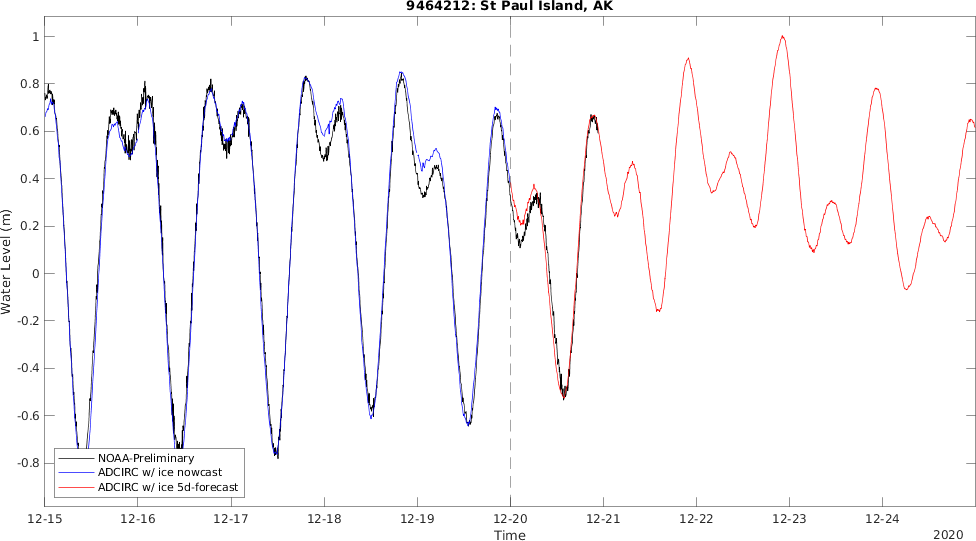 9464212: St Paul Island, AK
1
0.8
0.6
0.4
0.2
0
-0.2
-0.4
-0.6
-0.8
Water Level (m)
NOAA-Preliminary
ADCIRC w/ ice nowcast
ADCIRC w/ ice 5d-forecast
12-15 12-16 12-17 12-18 12-19 12-20 12-21 12-22 12-23 12-24
Time
2020